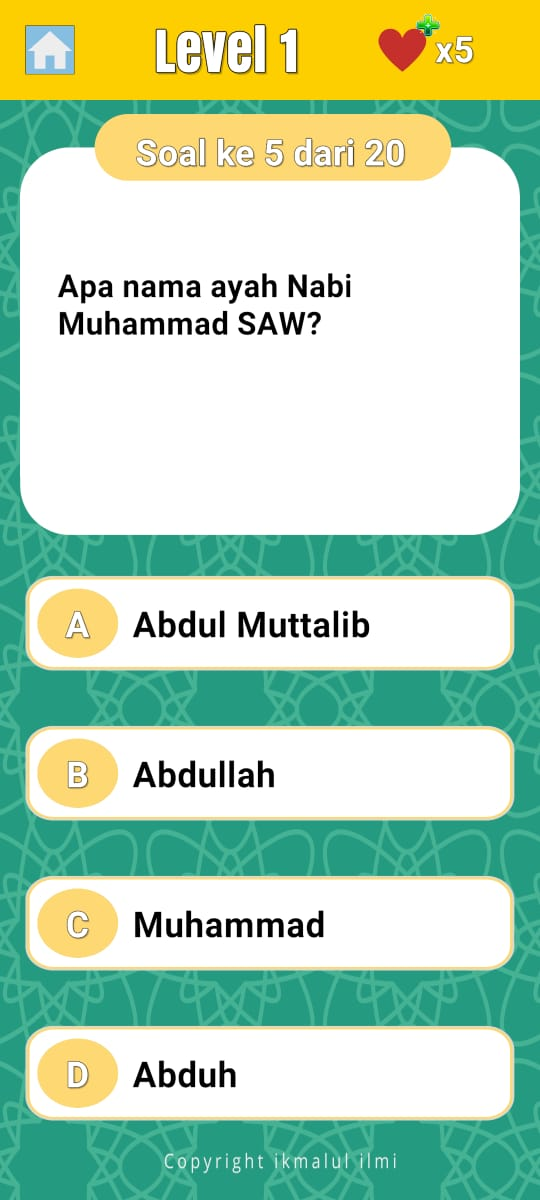 Level 1
x5
Soal ke 5 dari 20
Apa nama ayah Nabi
Muhammad SAW?
A Abdul Muttalib
B Abdullah
C Muhammad
D Abduh
Copyright ikmalul ilmi